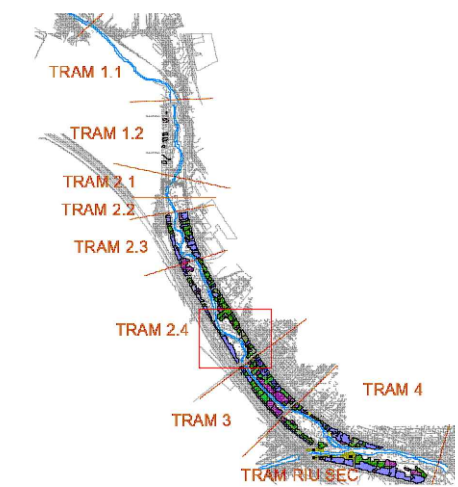 TRAM 1.1
TRAM 1.2
TRAM 2.1
TRAM 2.2
TRAM 2.3
TRAM 2.4
TRAM 4
TRAM 3
TRAM RIU SEC